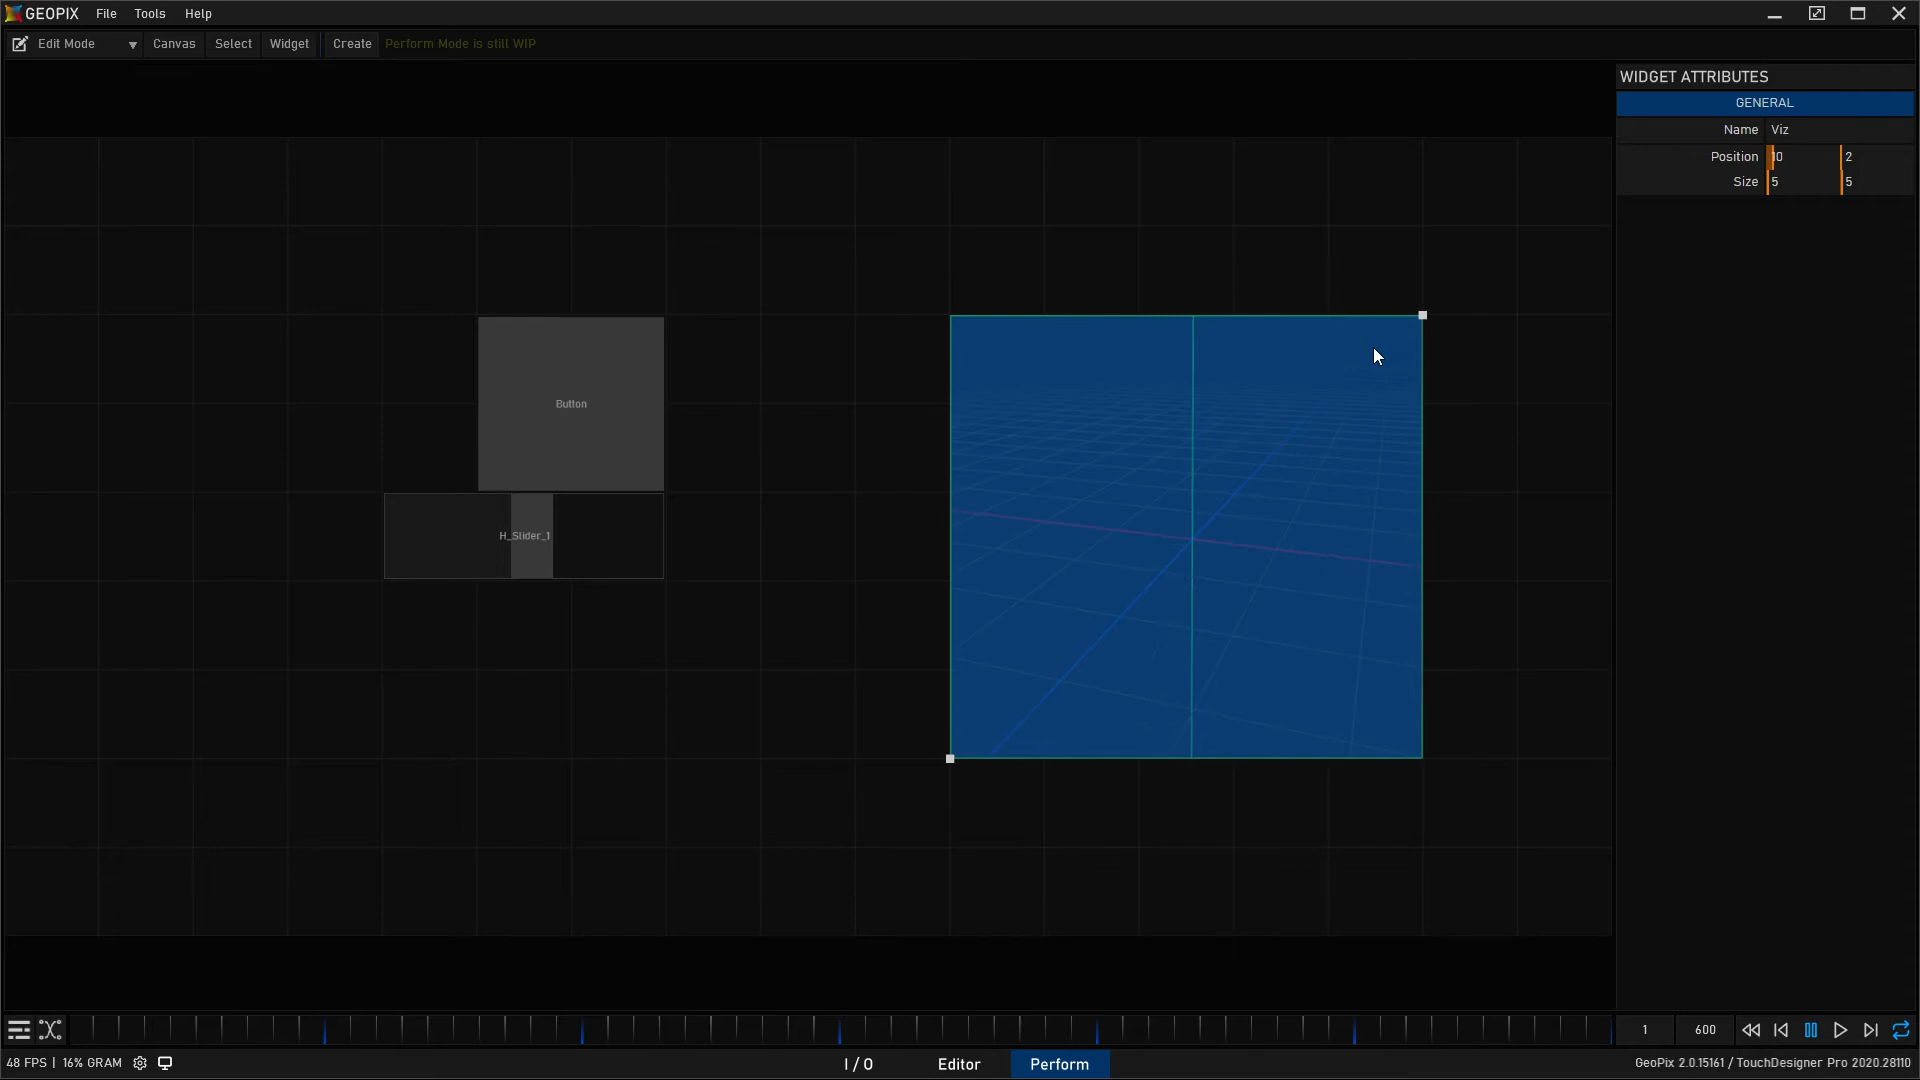 GEOPIX File Tools Help
Edit Mode Canvas Select Widget Create Perform Mode is still WIP
WIDGET ATTRIBUTES
GENERAL
Name Viz
Position 10 2
Size 5 5
Button
H_Slider_1
1 600
48 FPS | 16% GRAM I / O Editor Perform GeoPix 2.0.15161 / TouchDesigner Pro 2020.28110